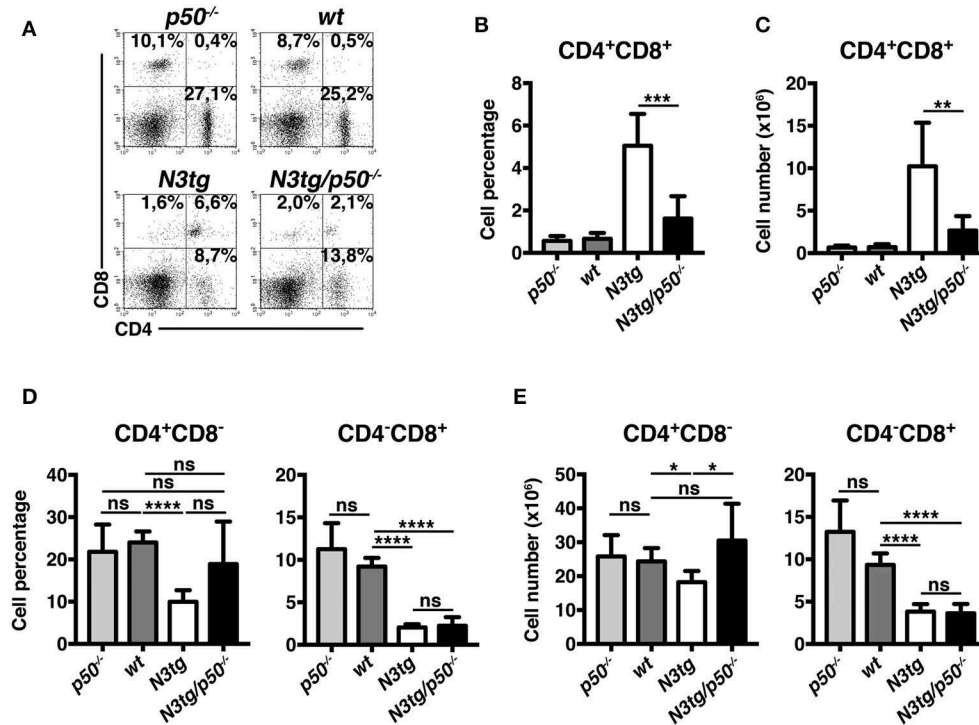 A
p50-/-
wt
10,1% 0,4%
8,7% 0,5%
27,1%
25,2%
N3tg
N3tg/p50-/-
1,6% 6,6%
2,0% 2,1%
8,7%
13,8%
CD8
CD4
B
CD4+CD8+
Cell percentage
8
6
4
2
0
***
p50-/-
wt
N3tg
N3tg/p50-/-
C
CD4+CD8+
Cell number (x10⁶)
20
15
10
5
0
**
p50-/-
wt
N3tg
N3tg/p50-/-
D
CD4+CD8-
Cell percentage
40
30
20
10
0
ns
ns
ns **** ns
p50-/-
wt
N3tg
N3tg/p50-/-
CD4-CD8+
20
15
10
5
0
ns
****
****
ns
p50-/-
wt
N3tg
N3tg/p50-/-
E
CD4+CD8-
Cell number (x10⁶)
50
40
30
20
10
0
* *
ns
ns
p50-/-
wt
N3tg
N3tg/p50-/-
CD4-CD8+
20
15
10
5
0
ns
****
****
ns
p50-/-
wt
N3tg
N3tg/p50-/-